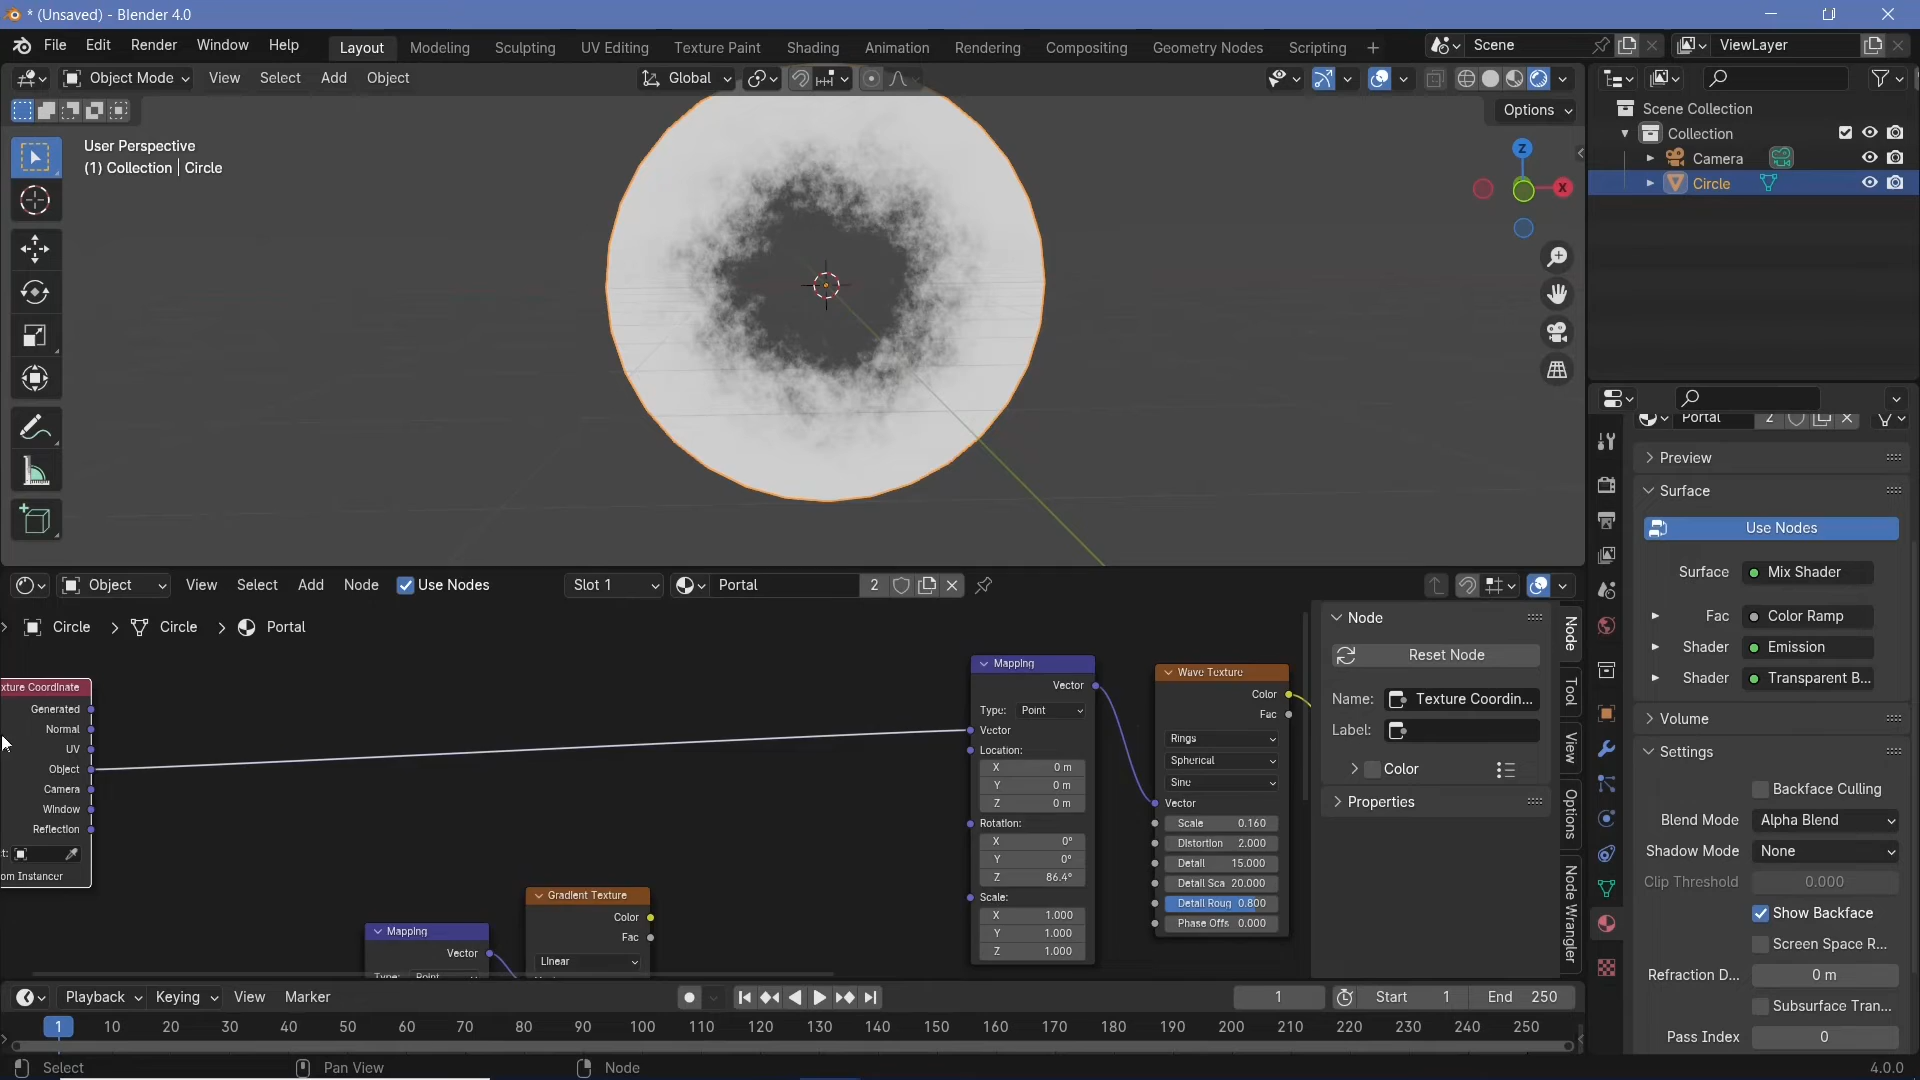 * (Unsaved) - Blender 4.0
File Edit Render Window Help
Layout Modeling Sculpting UV Editing Texture Paint Shading Animation Rendering Compositing Geometry Nodes Scripting +
Scene
ViewLayer
Object Mode View Select Add Object
Global
Options
User Perspective
(1) Collection | Circle
Z
X
Scene Collection
Collection
Camera
Circle
Portal 2
Preview
Surface
Use Nodes
Surface Mix Shader
Fac Color Ramp
Shader Emission
Shader Transparent B...
Volume
Settings
Backface Culling
Blend Mode Alpha Blend
Shadow Mode None
Clip Threshold 0.000
Show Backface
Screen Space R...
Refraction D... 0 m
Subsurface Tran...
Pass Index 0
Object View Select Add Node Use Nodes Slot 1 Portal 2
Circle > Circle > Portal
xture Coordinate
Generated
Normal
UV
Object
Camera
Window
Reflection
t:
om Instancer
Mapping
Vector
Type: Point
Gradient Texture
Color
Fac
Linear
Mapping
Vector
Type: Point
Vector
Location:
X 0 m
Y 0 m
Z 0 m
Rotation:
X 0°
Y 0°
Z 86.4°
Scale:
X 1.000
Y 1.000
Z 1.000
Wave Texture
Color
Fac
Rings
Spherical
Sine
Vector
Scale 0.160
Distortion 2.000
Detail 15.000
Detail Sca 20.000
Detail Roug 0.800
Phase Offs 0.000
Node
Reset Node
Name: Texture Coordin...
Label:
Color
Properties
Node
Tool
View
Options
Node Wrangler
Playback Keying View Marker
1 Start 1 End 250
1 10 20 30 40 50 60 70 80 90 100 110 120 130 140 150 160 170 180 190 200 210 220 230 240 250
Select Pan View Node 4.0.0